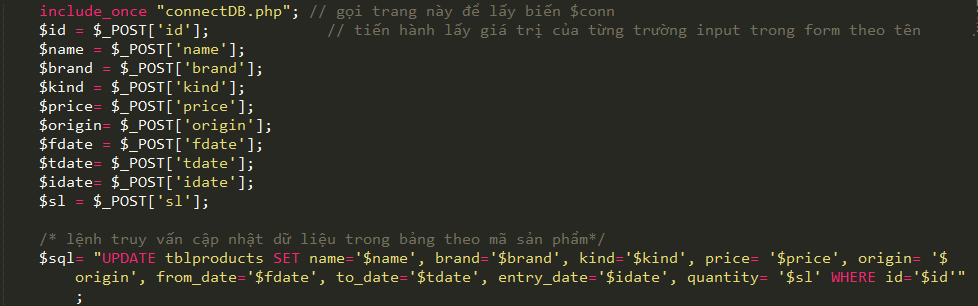 include_once "connectDB.php"; // gọi trang này để lấy biến $conn
$id = $_POST['id'];             // tiến hành lấy giá trị của từng trường input trong form theo tên
$name = $_POST['name'];
$brand = $_POST['brand'];
$kind = $_POST['kind'];
$price= $_POST['price'];
$origin= $_POST['origin'];
$fdate = $_POST['fdate'];
$tdate= $_POST['tdate'];
$idate= $_POST['idate'];
$sl = $_POST['sl'];
/* lệnh truy vấn cập nhật dữ liệu trong bảng theo mã sản phẩm*/
$sql= "UPDATE tblproducts SET name='$name', brand='$brand', kind='$kind', price= '$price', origin= '$
origin', from_date='$fdate', to_date='$tdate', entry_date='$idate', quantity= '$sl' WHERE id='$id'"
;